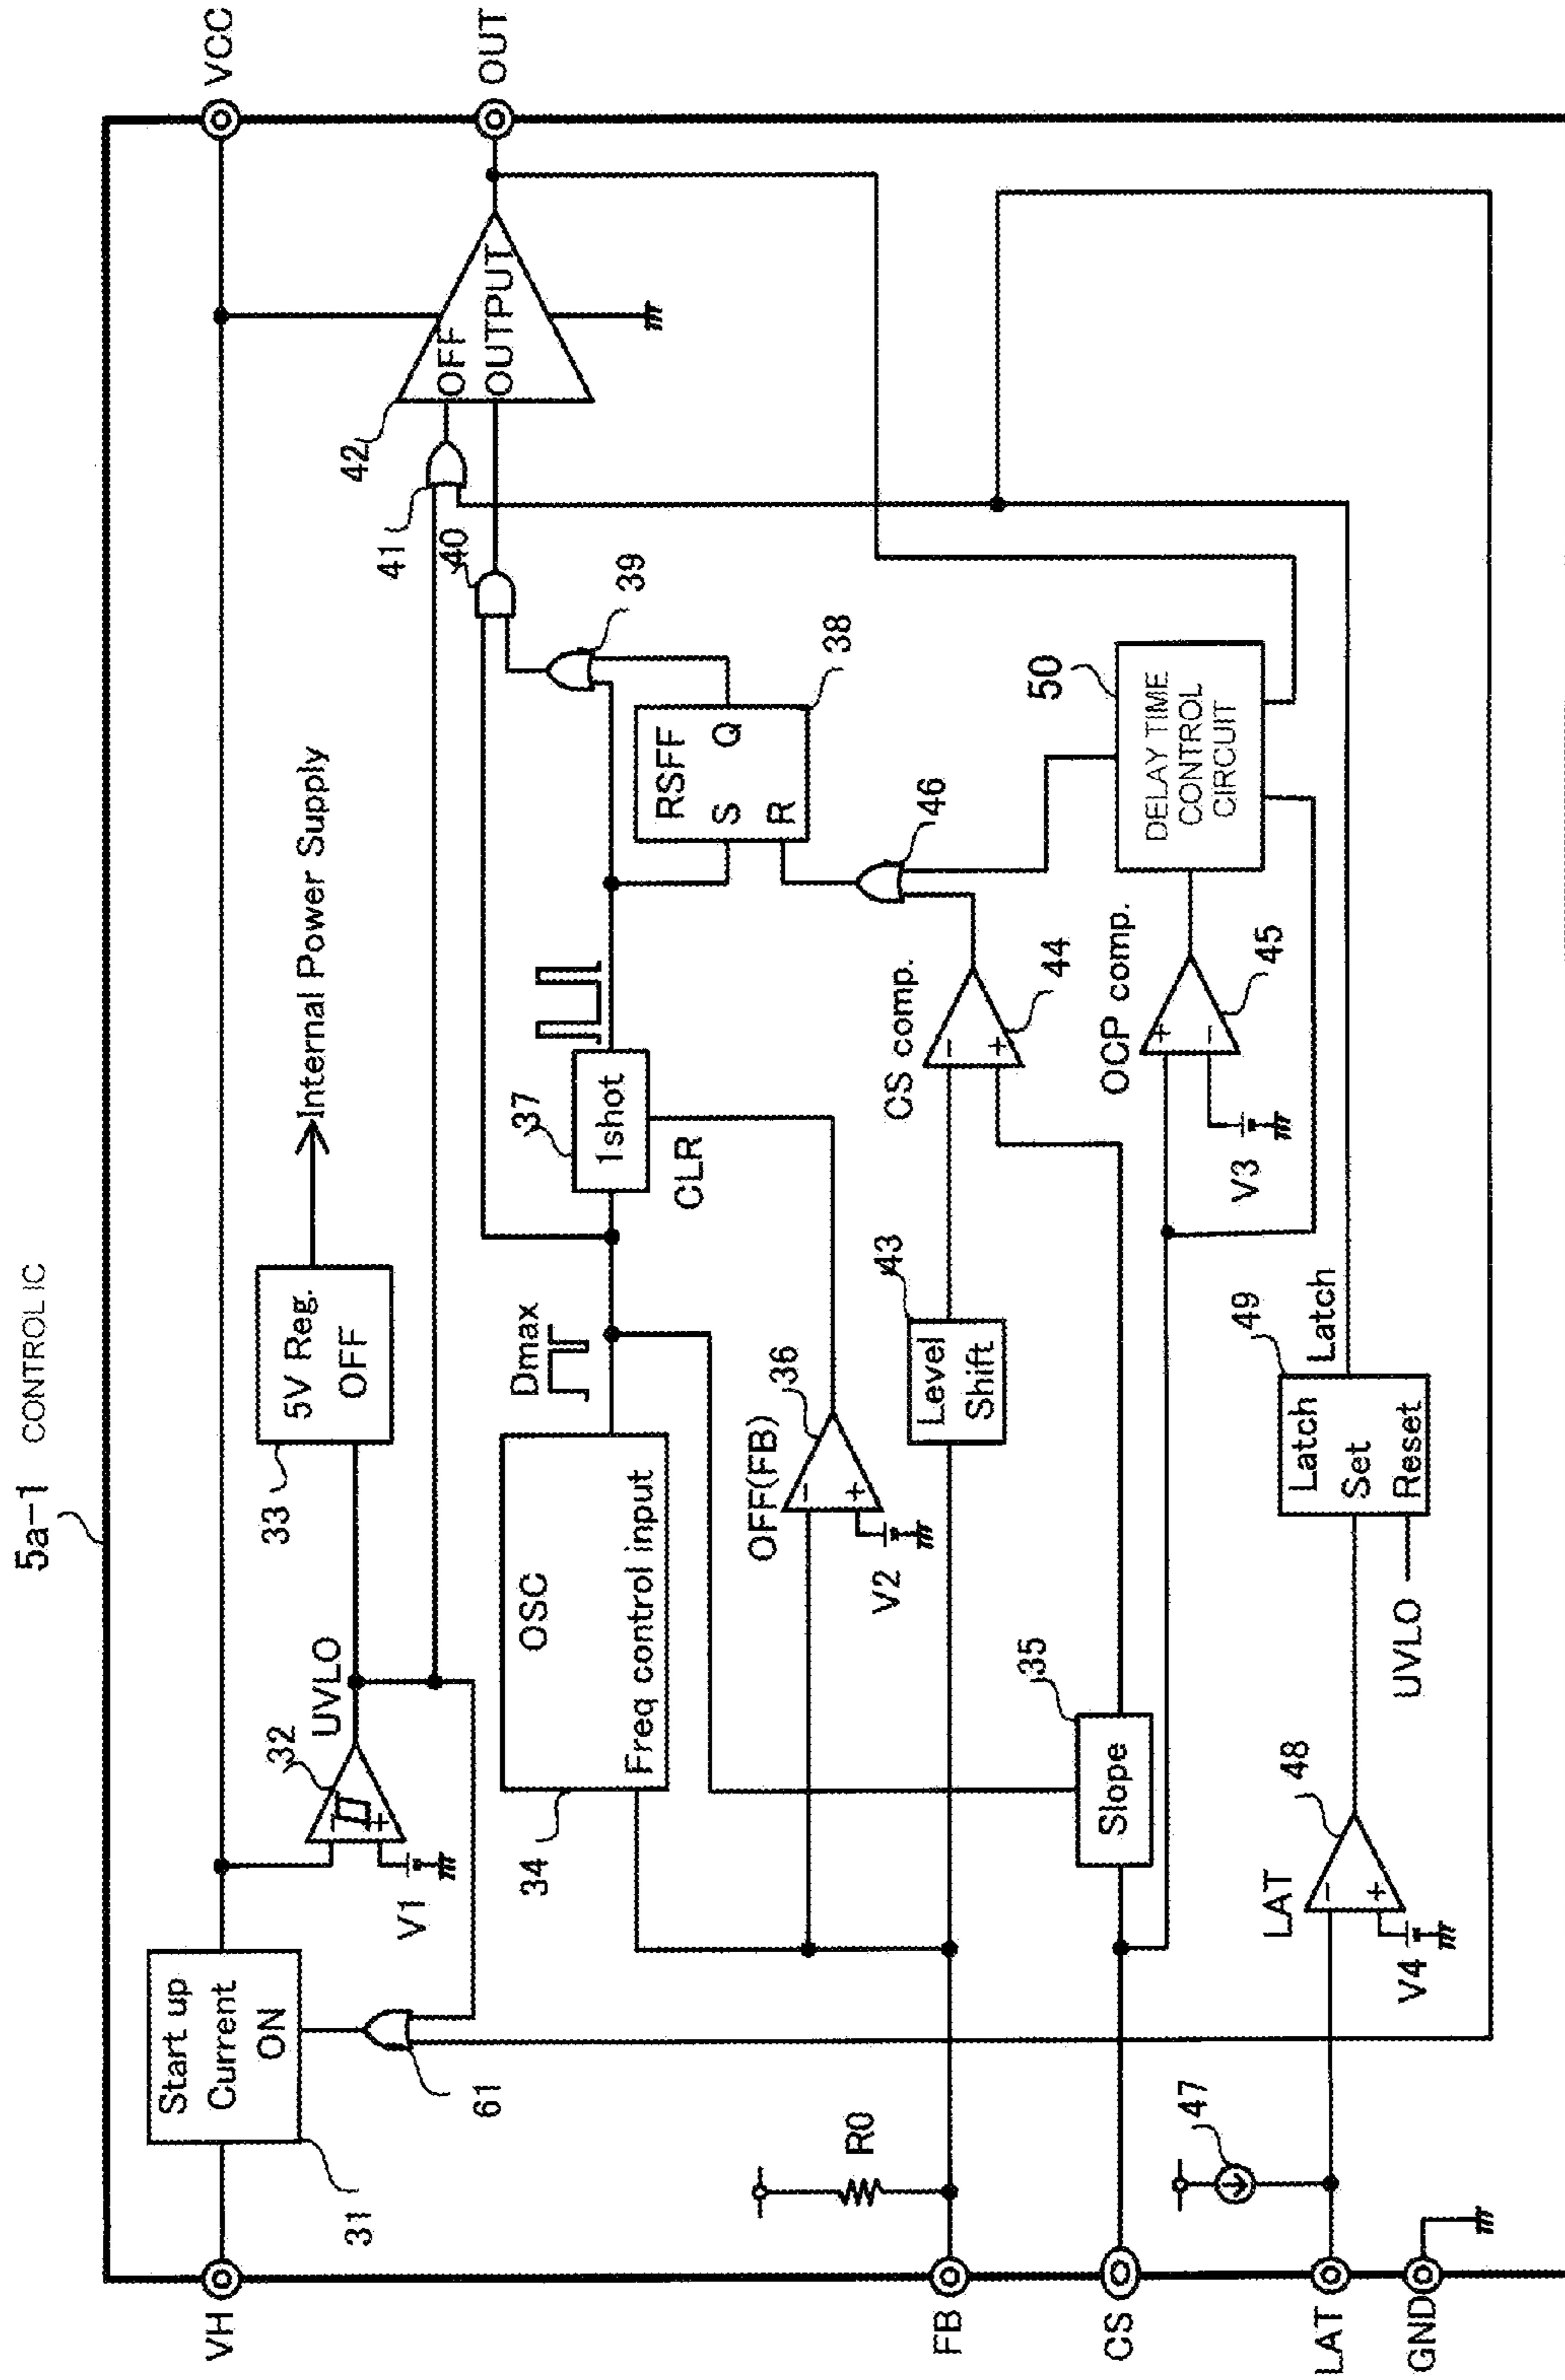 5a-1 CONTROL IC
VH
VCC
Start up
Current
ON
31
61
V1
32
UVLO
33
5V Reg.
OFF
Internal Power Supply
OSC
Freq control input
34
Dmax
37
1shot
CLR
OFF(FB)
36
V2
RSFF
S
Q
R
38
39
40
41
42
OFF
OUTPUT
OUT
R0
FB
Level
Shift
43
CS comp.
44
46
CS
Slope
35
OCP comp.
45
V3
DELAY TIME
CONTROL
CIRCUIT
50
47
LAT
LAT
48
V4
Latch
Set
Reset
49
Latch
UVLO
GND
+
−
+
−
+
−
+
−
+
−